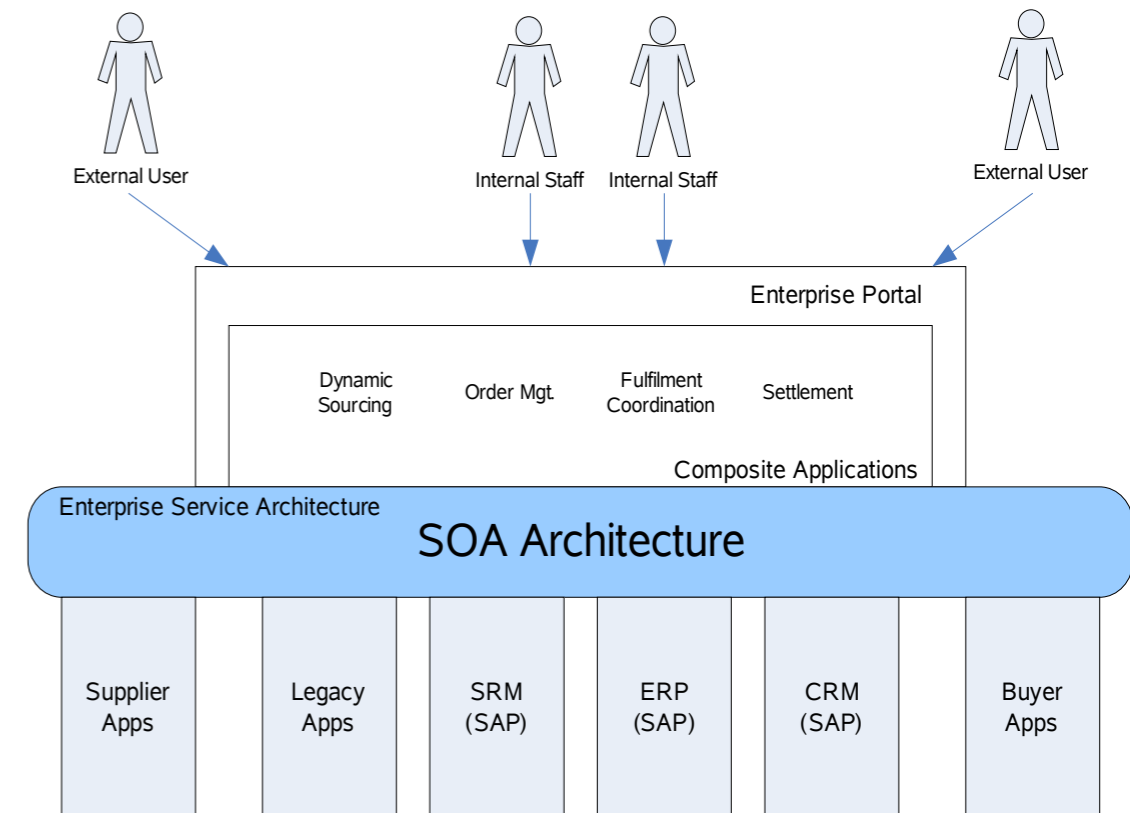 External User
Internal Staff
Internal Staff
External User
Enterprise Portal
Dynamic
Sourcing
Order Mgt.
Fulfilment
Coordination
Settlement
Composite Applications
Enterprise Service Architecture
SOA Architecture
Supplier
Apps
Legacy
Apps
SRM
(SAP)
ERP
(SAP)
CRM
(SAP)
Buyer
Apps